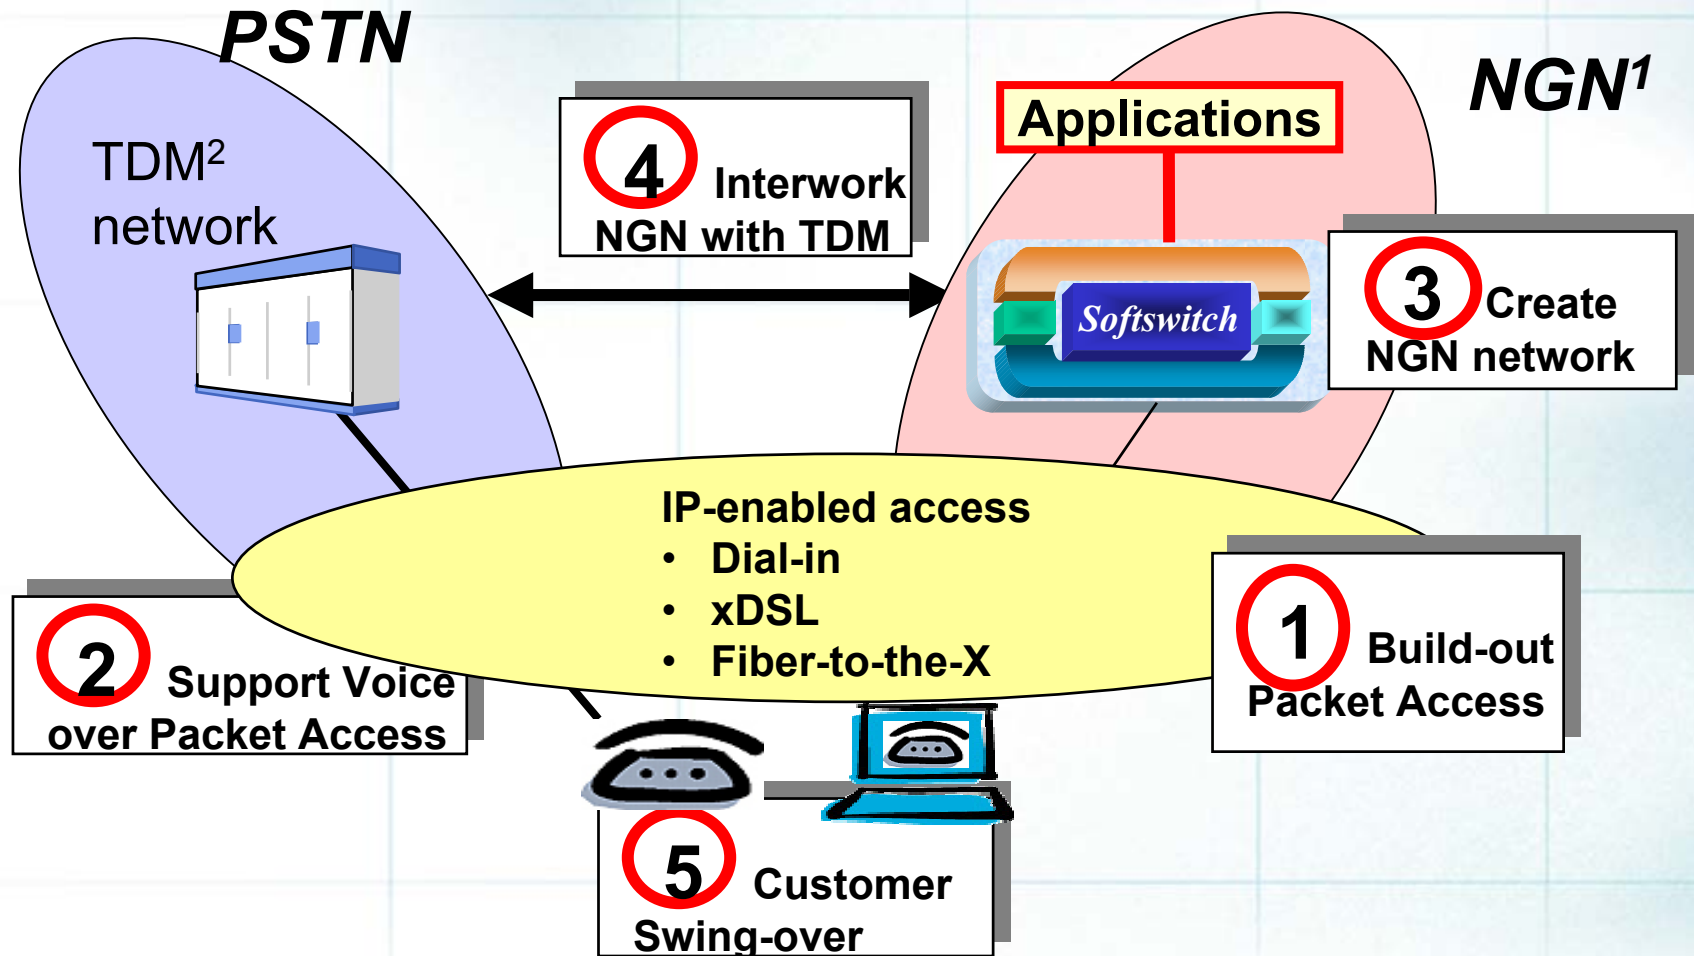 PSTN
NGN¹
TDM²
network
4 Interwork
NGN with TDM
Applications
Softswitch
3 Create
NGN network
IP-enabled access
• Dial-in
• xDSL
• Fiber-to-the-X
2 Support Voice
over Packet Access
1 Build-out
Packet Access
5 Customer
Swing-over